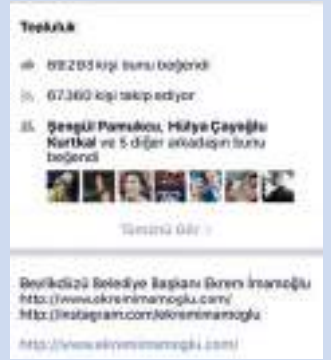 Topluluk
69.293 kişi bunu beğendi
67.360 kişi takip ediyor
Şengül Pamukcu, Hülya Çayoğlu
Kurtkal ve 5 diğer arkadaşın bunu
beğendi
Tümünü Gör
Beylikdüzü Belediye Başkanı Ekrem İmamoğlu
http://www.ekremimamoglu.com/
http://instagram.com/ekremimamoglu
http://www.ekremimamoglu.com/